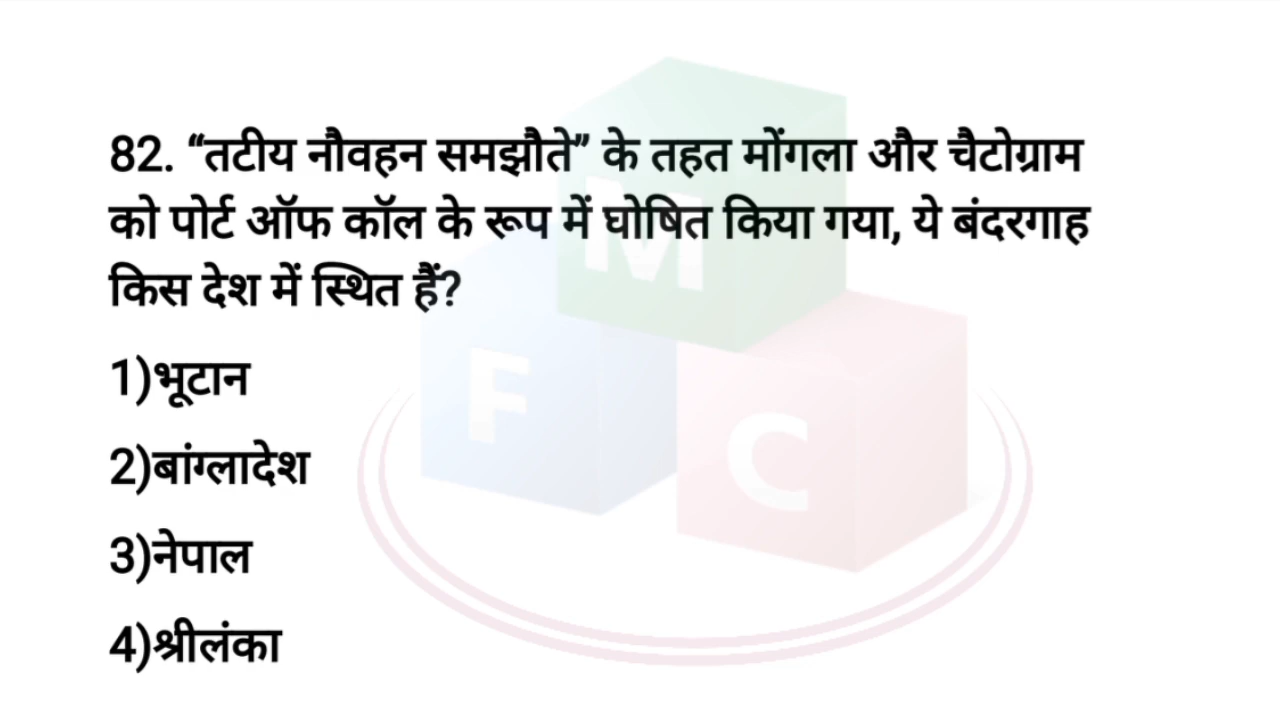 82. “तटीय नौवहन समझौते” के तहत मोंगला और चैटोग्राम
को पोर्ट ऑफ कॉल के रूप में घोषित किया गया, ये बंदरगाह
किस देश में स्थित हैं?
1)भूटान
2)बांग्लादेश
3)नेपाल
4)श्रीलंका
M
F
C